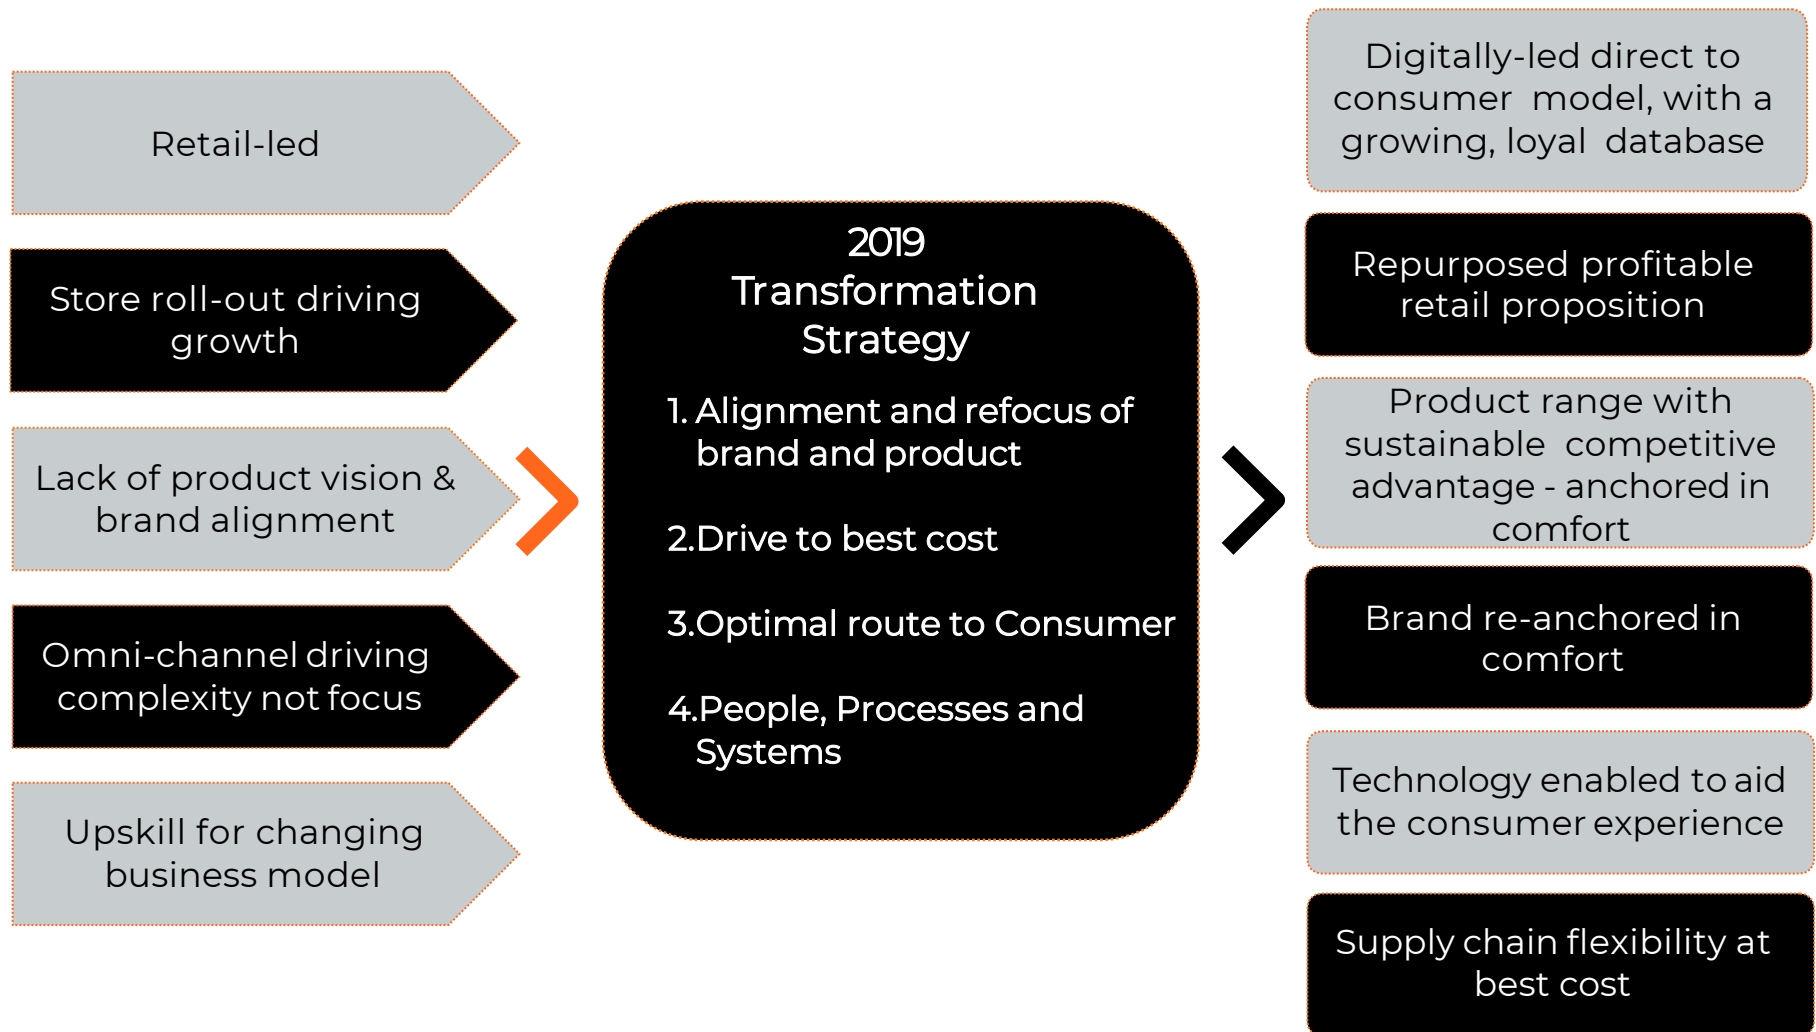 Retail-led
Store roll-out driving
growth
Lack of product vision &
brand alignment
Omni-channel driving
complexity not focus
Upskill for changing
business model
2019
Transformation
Strategy
1. Alignment and refocus of
brand and product
2.Drive to best cost
3.Optimal route to Consumer
4.People, Processes and
Systems
Digitally-led direct to
consumer model, with a
growing, loyal database
Repurposed profitable
retail proposition
Product range with
sustainable competitive
advantage - anchored in
comfort
Brand re-anchored in
comfort
Technology enabled to aid
the consumer experience
Supply chain flexibility at
best cost